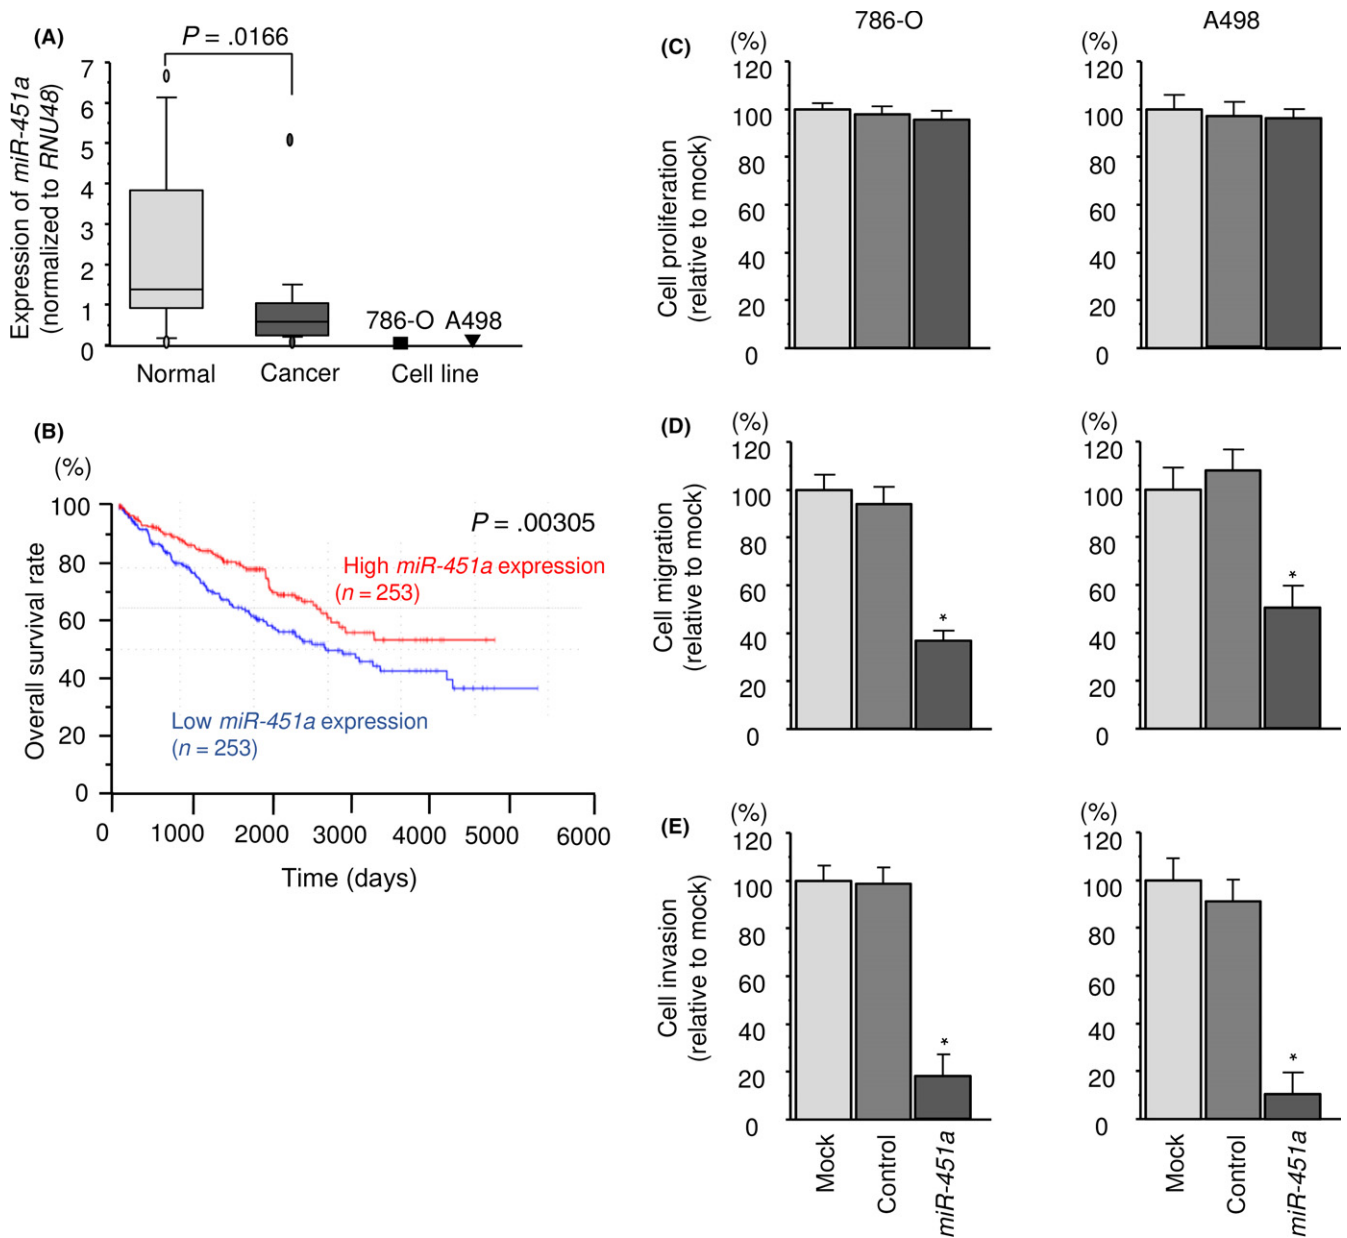 (A)
P = .0166
Expression of miR-451a
(normalized to RNU48)
7
6
5
4
3
2
1
0
786-O A498
Normal
Cancer
Cell line
(B)
(%)
Overall survival rate
100
80
60
40
20
0
P = .00305
High miR-451a expression
(n = 253)
Low miR-451a expression
(n = 253)
0
1000
2000
3000
4000
5000
6000
Time (days)
786-O
A498
(C)
(%)
Cell proliferation
(relative to mock)
120
100
80
60
40
20
0
(%)
120
100
80
60
40
20
0
(D)
(%)
Cell migration
(relative to mock)
120
100
80
60
40
20
0
*
(%)
120
100
80
60
40
20
0
*
(E)
(%)
Cell invasion
(relative to mock)
120
100
80
60
40
20
0
*
Mock
Control
miR-451a
(%)
120
100
80
60
40
20
0
*
Mock
Control
miR-451a